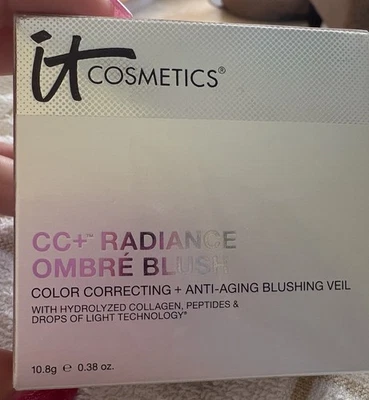 it COSMETICS®
CC+™ RADIANCE
OMBRÉ BLUSH
COLOR CORRECTING + ANTI-AGING BLUSHING VEIL
WITH HYDROLYZED COLLAGEN, PEPTIDES &
DROPS OF LIGHT TECHNOLOGY®
10.8g ℮ 0.38 oz.